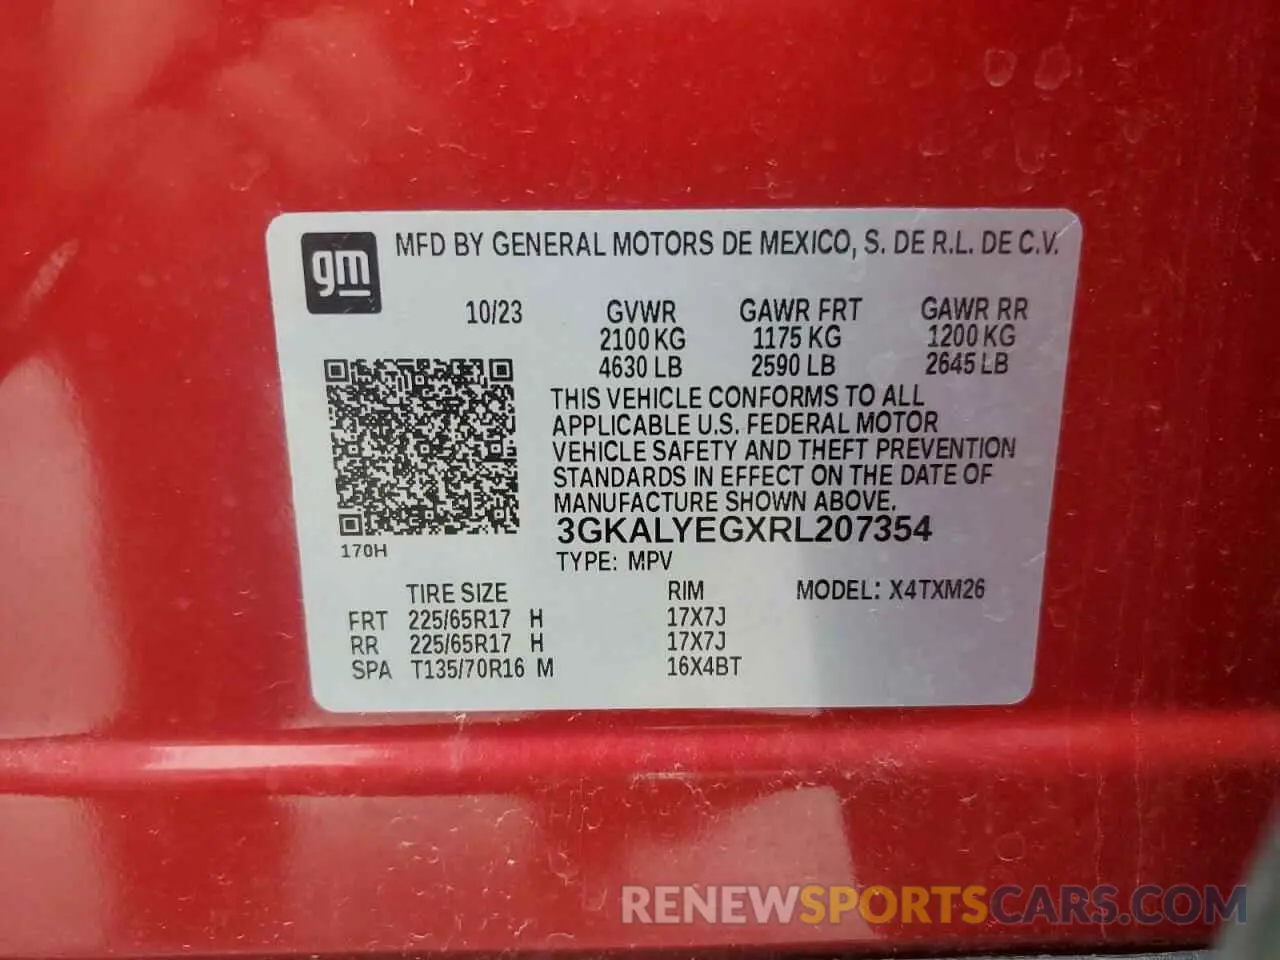 gm
MFD BY GENERAL MOTORS DE MEXICO, S. DE R.L. DE C.V.
10/23 GVWR GAWR FRT GAWR RR
2100 KG 1175 KG 1200 KG
4630 LB 2590 LB 2645 LB
THIS VEHICLE CONFORMS TO ALL
APPLICABLE U.S. FEDERAL MOTOR
VEHICLE SAFETY AND THEFT PREVENTION
STANDARDS IN EFFECT ON THE DATE OF
MANUFACTURE SHOWN ABOVE.
3GKALYEGXRL207354
170H
TYPE: MPV
TIRE SIZE RIM MODEL: X4TXM26
FRT 225/65R17 H 17X7J
RR 225/65R17 H 17X7J
SPA T135/70R16 M 16X4BT
RENEWSPORTSCARS.COM